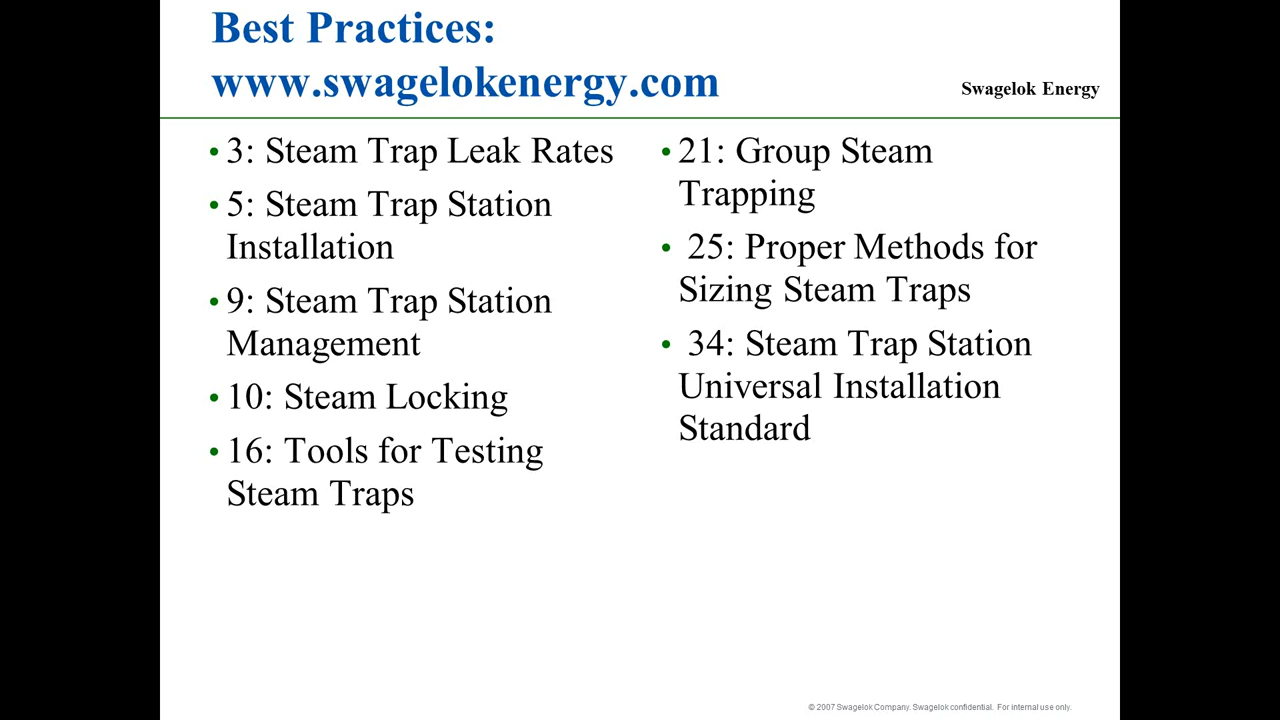 Best Practices:
www.swagelokenergy.com
Swagelok Energy
• 3: Steam Trap Leak Rates
• 5: Steam Trap Station
Installation
• 9: Steam Trap Station
Management
• 10: Steam Locking
• 16: Tools for Testing
Steam Traps
• 21: Group Steam
Trapping
• 25: Proper Methods for
Sizing Steam Traps
• 34: Steam Trap Station
Universal Installation
Standard
© 2007 Swagelok Company. Swagelok confidential. For internal use only.